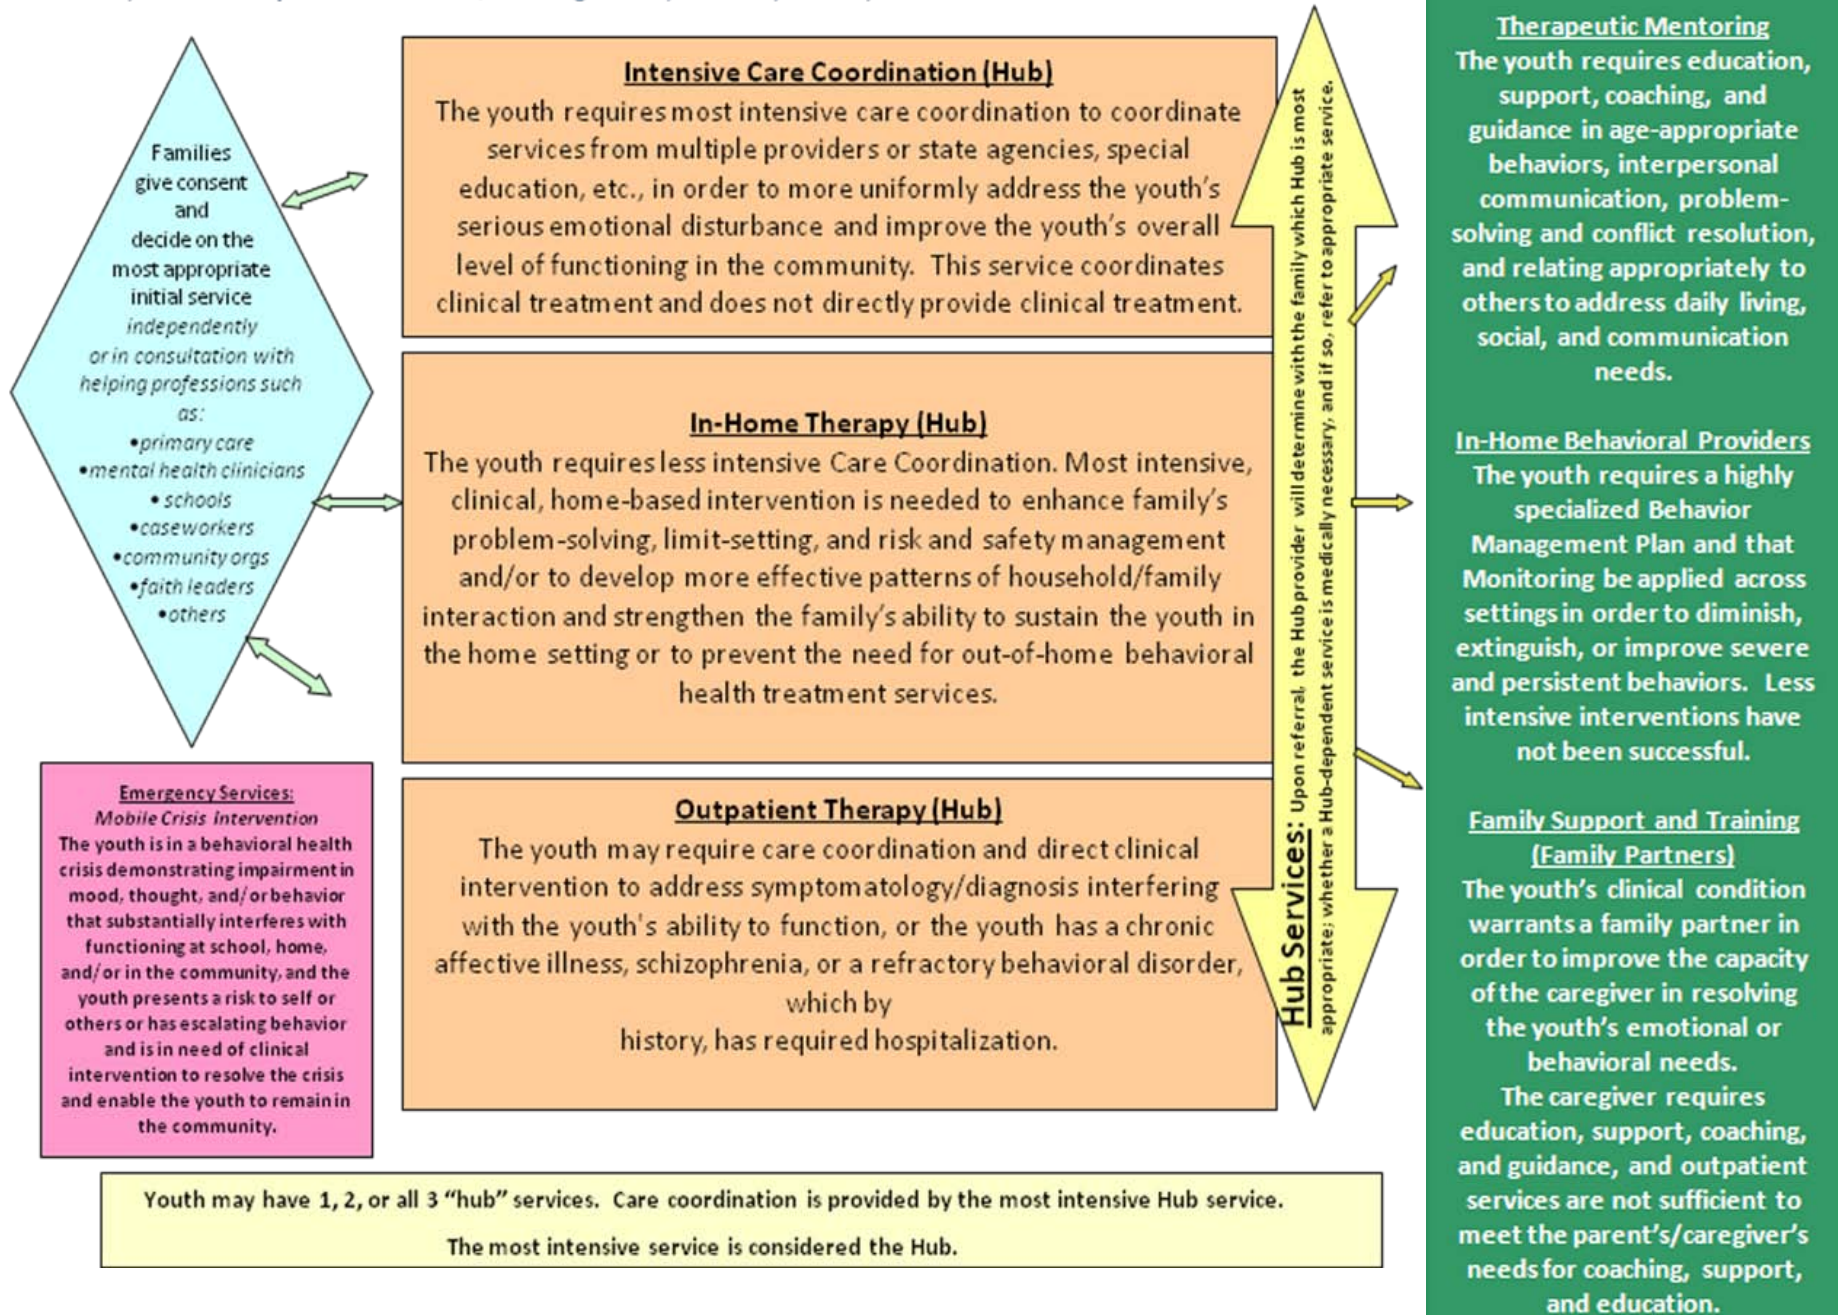 Families
give consent
and
decide on the
most appropriate
initial service
independently
or in consultation with
helping professions such
as:
•primary care
•mental health clinicians
• schools
•caseworkers
•community orgs
•faith leaders
•others
Emergency Services:
Mobile Crisis Intervention
The youth is in a behavioral health
crisis demonstrating impairment in
mood, thought, and/or behavior
that substantially interferes with
functioning at school, home,
and/or in the community, and the
youth presents a risk to self or
others or has escalating behavior
and is in need of clinical
intervention to resolve the crisis
and enable the youth to remain in
the community.
Intensive Care Coordination (Hub)
The youth requires most intensive care coordination to coordinate
services from multiple providers or state agencies, special
education, etc., in order to more uniformly address the youth's
serious emotional disturbance and improve the youth's overall
level of functioning in the community.  This service coordinates
clinical treatment and does not directly provide clinical treatment.
In-Home Therapy (Hub)
The youth requires less intensive Care Coordination. Most intensive,
clinical, home-based intervention is needed to enhance family's
problem-solving, limit-setting, and risk and safety management
and/or to develop more effective patterns of household/family
interaction and strengthen the family's ability to sustain the youth in
the home setting or to prevent the need for out-of-home behavioral
health treatment services.
Outpatient Therapy (Hub)
The youth may require care coordination and direct clinical
intervention to address symptomatology/diagnosis interfering
with the youth's ability to function, or the youth has a chronic
affective illness, schizophrenia, or a refractory behavioral disorder,
which by
history, has required hospitalization.
Hub Services: Upon referral, the Hub provider will determine with the family which Hub is most
appropriate; whether a Hub-dependent service is medically necessary, and if so, refer to appropriate service.
Therapeutic Mentoring
The youth requires education,
support, coaching, and
guidance in age-appropriate
behaviors, interpersonal
communication, problem-
solving and conflict resolution,
and relating appropriately to
others to address daily living,
social, and communication
needs.
In-Home Behavioral Providers
The youth requires a highly
specialized Behavior
Management Plan and that
Monitoring be applied across
settings in order to diminish,
extinguish, or improve severe
and persistent behaviors.  Less
intensive interventions have
not been successful.
Family Support and Training
(Family Partners)
The youth's clinical condition
warrants a family partner in
order to improve the capacity
of the caregiver in resolving
the youth's emotional or
behavioral needs.
The caregiver requires
education, support, coaching,
and guidance, and outpatient
services are not sufficient to
meet the parent's/caregiver's
needs for coaching, support,
and education.
Youth may have 1, 2, or all 3 "hub" services.  Care coordination is provided by the most intensive Hub service.
The most intensive service is considered the Hub.